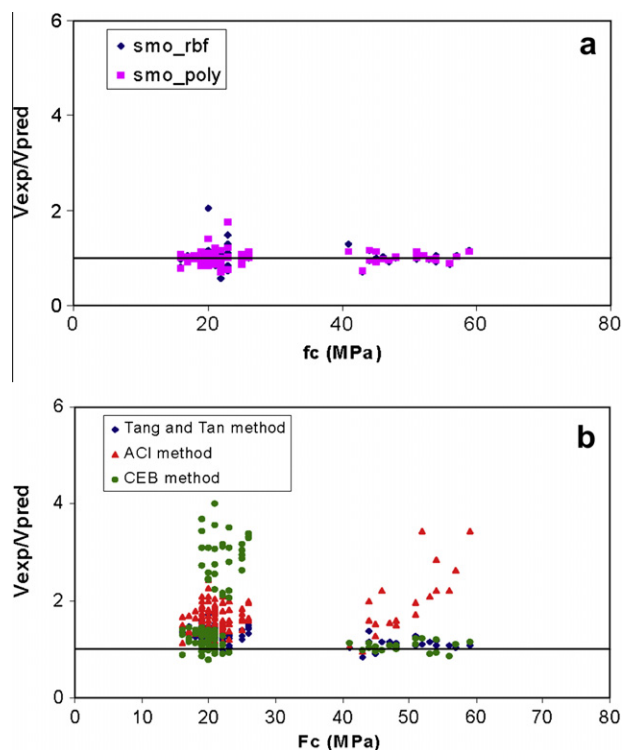 6
4
2
0
Vexp/Vpred
smo_rbf
smo_poly
a
0 20 40 60 80
fc (MPa)
6
4
2
0
Vexp/Vpred
Tang and Tan method
ACI method
CEB method
b
0 10 20 30 40 50 60 70 80
Fc (MPa)